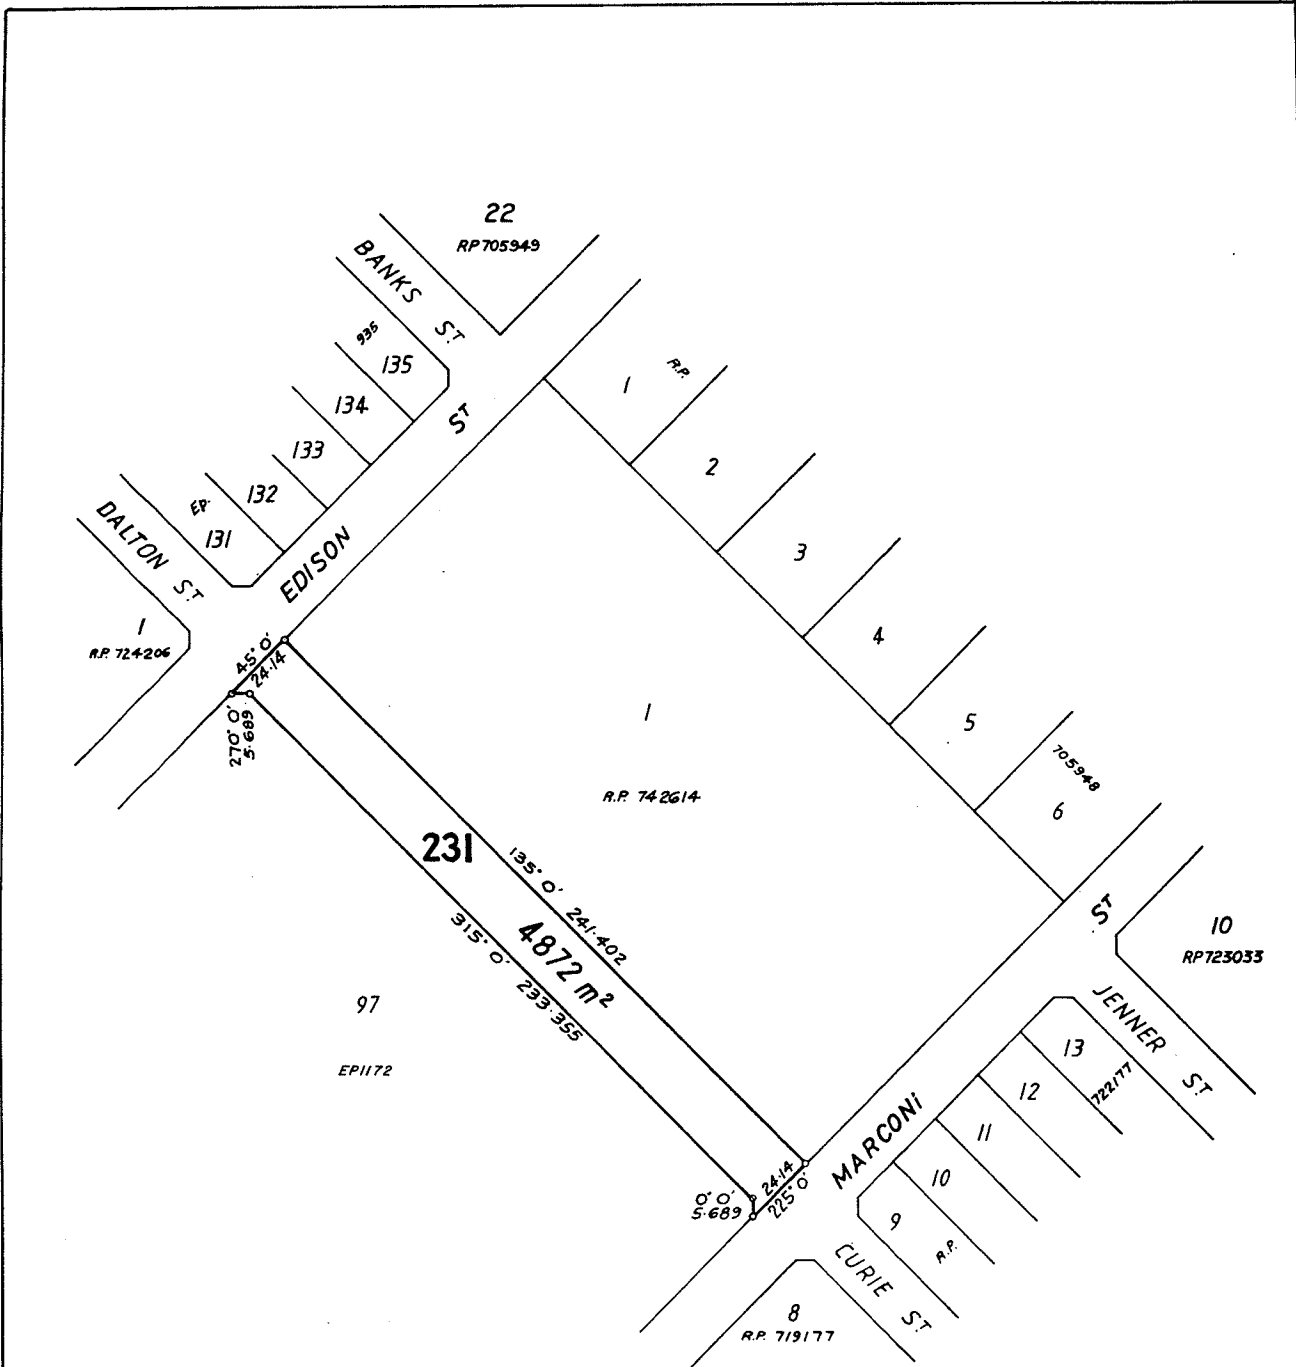 22
RP 705949
BANKS ST
935
135
134
133
132
EP.
131
DALTON ST
EDISON ST
1
R.P. 724206
1
R.P.
2
3
4
5
705948
6
45° 0'
24·14
270° 0'
5·689
1
R.P. 742614
231
135° 0' 241·402
4872 m²
315° 0' 233·355
97
EP1172
10
RP723033
JENNER ST
13
722177
12
11
10
9
R.P.
MARCONi ST
24·14
225° 0'
0° 0'
5·689
CURIE ST
8
R.P. 719177